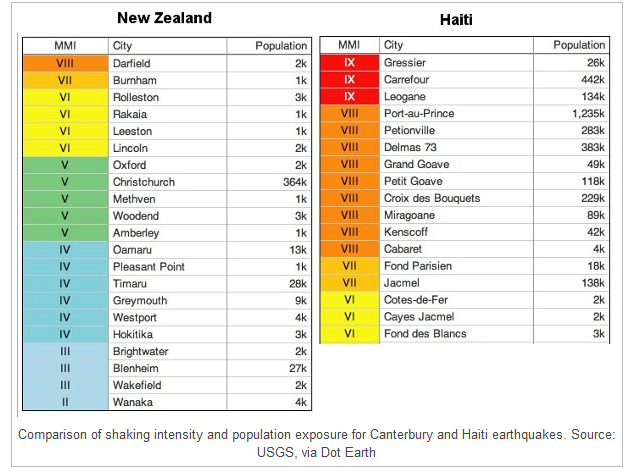 New Zealand
MMI City Population
VIII Darfield 2k
VII Burnham 1k
VI Rolleston 3k
VI Rakaia 1k
VI Leeston 1k
VI Lincoln 2k
V Oxford 2k
V Christchurch 364k
V Methven 1k
V Woodend 3k
V Amberley 1k
IV Oamaru 13k
IV Pleasant Point 1k
IV Timaru 28k
IV Greymouth 9k
IV Westport 4k
IV Hokitika 3k
III Brightwater 2k
III Blenheim 27k
III Wakefield 2k
II Wanaka 4k
Haiti
MMI City Population
IX Gressier 26k
IX Carrefour 442k
IX Leogane 134k
VIII Port-au-Prince 1,235k
VIII Petionville 283k
VIII Delmas 73 383k
VIII Grand Goave 49k
VIII Petit Goave 118k
VIII Croix des Bouquets 229k
VIII Miragoane 89k
VIII Kenscoff 42k
VIII Cabaret 4k
VII Fond Parisien 18k
VII Jacmel 138k
VI Cotes-de-Fer 2k
VI Cayes Jacmel 2k
VI Fond des Blancs 3k
Comparison of shaking intensity and population exposure for Canterbury and Haiti earthquakes. Source:
USGS, via Dot Earth